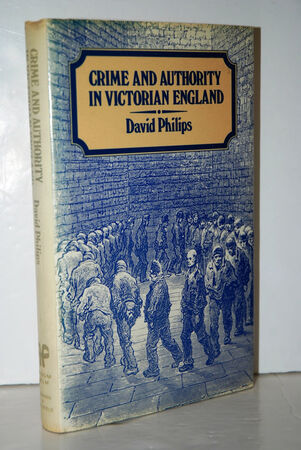 CRIME AND AUTHORITY
IN VICTORIAN ENGLAND
David Philips
CRIME AND AUTHORITY
David Philips